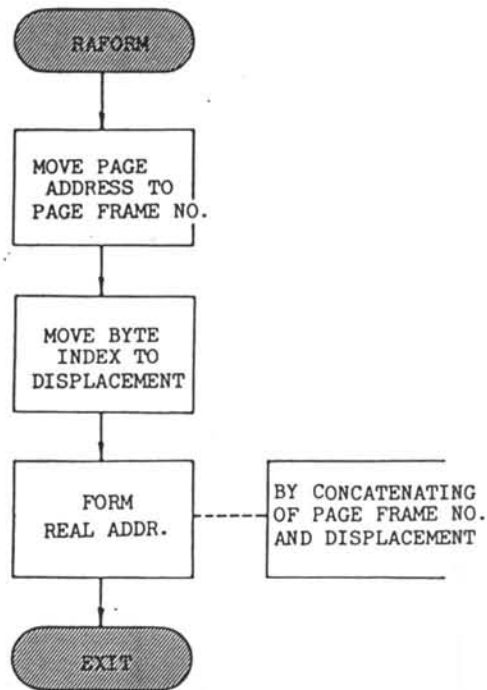 RAFORM
MOVE PAGE
ADDRESS TO
PAGE FRAME NO.
MOVE BYTE
INDEX TO
DISPLACEMENT
FORM
REAL ADDR.
BY CONCATENATING
OF PAGE FRAME NO.
AND DISPLACEMENT
EXIT